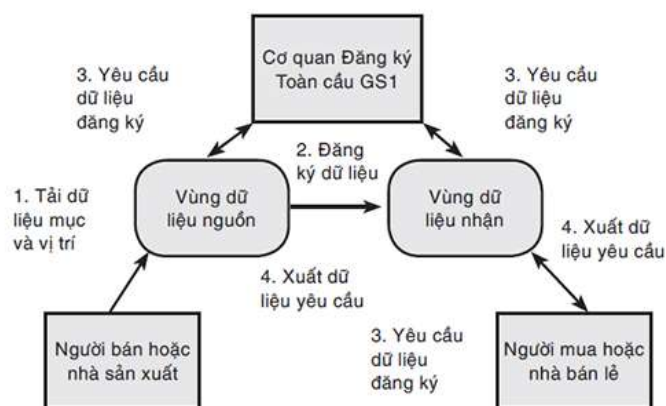 Cơ quan Đăng ký
Toàn cầu GS1
3. Yêu cầu
dữ liệu
đăng ký
3. Yêu cầu
dữ liệu
đăng ký
2. Đăng
ký dữ liệu
1. Tải dữ
liệu mục
và vị trí
Vùng dữ
liệu nguồn
Vùng dữ
liệu nhận
4. Xuất dữ
liệu yêu cầu
4. Xuất dữ
liệu yêu cầu
Người bán hoặc
nhà sản xuất
3. Yêu cầu
dữ liệu
đăng ký
Người mua hoặc
nhà bán lẻ